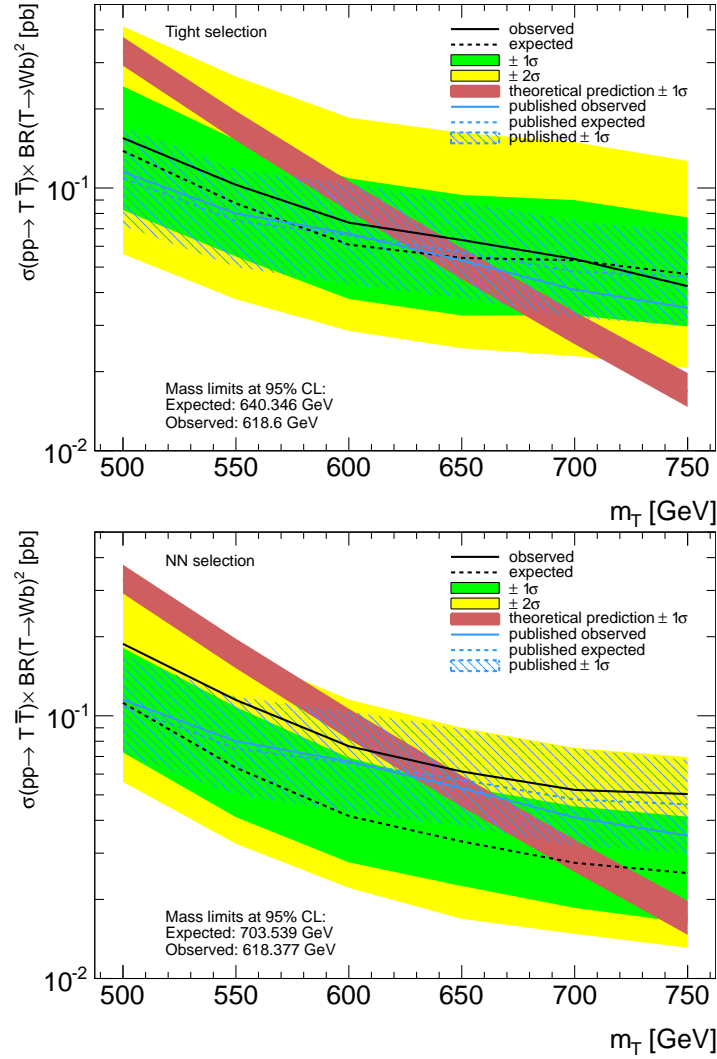 σ(pp→ T T̅)× BR(T→Wb)² [pb]
Tight selection
observed
expected
± 1σ
± 2σ
theoretical prediction ± 1σ
published observed
published expected
published ± 1σ
10⁻¹
Mass limits at 95% CL:
Expected: 640.346 GeV
Observed: 618.6 GeV
10⁻²
500 550 600 650 700 750
m_T [GeV]
σ(pp→ T T̅)× BR(T→Wb)² [pb]
NN selection
observed
expected
± 1σ
± 2σ
theoretical prediction ± 1σ
published observed
published expected
published ± 1σ
10⁻¹
Mass limits at 95% CL:
Expected: 703.539 GeV
Observed: 618.377 GeV
10⁻²
500 550 600 650 700 750
m_T [GeV]